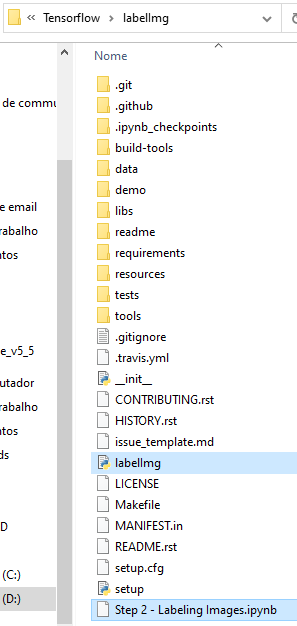 « Tensorflow > labelImg
Nome
.git
.github
.ipynb_checkpoints
build-tools
data
demo
libs
readme
requirements
resources
tests
tools
.gitignore
.travis.yml
__init__
CONTRIBUTING.rst
HISTORY.rst
issue_template.md
labelImg
LICENSE
Makefile
MANIFEST.in
README.rst
setup.cfg
setup
Step 2 - Labeling Images.ipynb
de commu
e email
rabalho
ntos
e_v5_5
utador
rabalho
ntos
ds
D
(C:)
(D:)